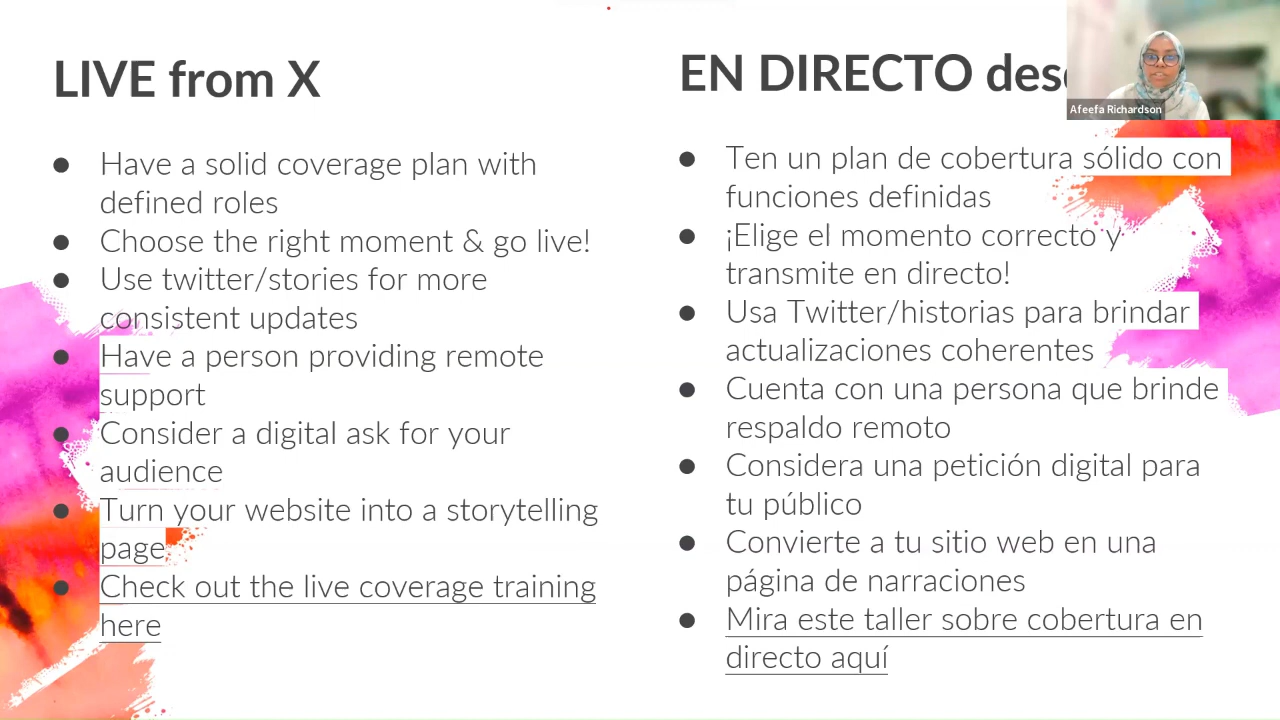 LIVE from X
• Have a solid coverage plan with
defined roles
• Choose the right moment & go live!
• Use twitter/stories for more
consistent updates
• Have a person providing remote
support
• Consider a digital ask for your
audience
• Turn your website into a storytelling
page
• Check out the live coverage training
here
EN DIRECTO
Afeefa Richardson
• Ten un plan de cobertura sólido con
funciones definidas
• ¡Elige el momento correcto y
transmite en directo!
• Usa Twitter/historias para brindar
actualizaciones coherentes
• Cuenta con una persona que brinde
respaldo remoto
• Considera una petición digital para
tu público
• Convierte a tu sitio web en una
página de narraciones
• Mira este taller sobre cobertura en
directo aquí